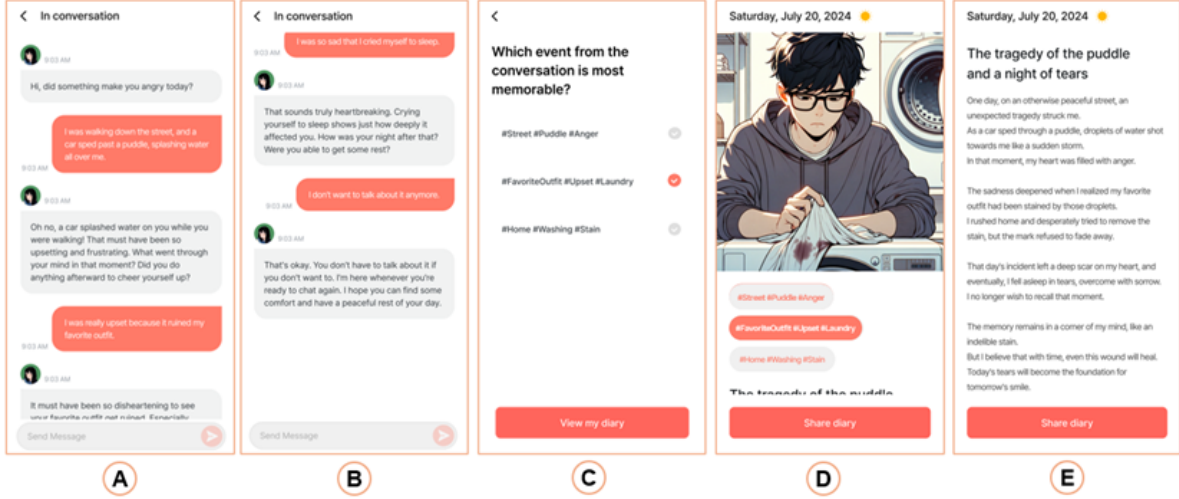 In conversation
9:03 AM
Hi, did something make you angry today?
I was walking down the street, and a
car sped past a puddle, splashing water
all over me.
9:03 AM
9:03 AM
Oh no, a car splashed water on you while you
were walking! That must have been so
upsetting and frustrating. What went through
your mind in that moment? Did you do
anything afterward to cheer yourself up?
I was really upset because it ruined my
favorite outfit.
9:03 AM
9:03 AM
It must have been so disheartening to see
your favorite outfit get ruined. Especially
Send Message
A
In conversation
I was so sad that I cried myself to sleep.
9:03 AM
9:03 AM
That sounds truly heartbreaking. Crying
yourself to sleep shows just how deeply it
affected you. How was your night after that?
Were you able to get some rest?
I don't want to talk about it anymore.
9:03 AM
9:03 AM
That's okay. You don't have to talk about it if
you don't want to. I'm here whenever you're
ready to chat again. I hope you can find some
comfort and have a peaceful rest of your day.
Send Message
B
Which event from the
conversation is most
memorable?
#Street #Puddle #Anger
#FavoriteOutfit #Upset #Laundry
#Home #Washing #Stain
View my diary
C
Saturday, July 20, 2024
#Street #Puddle #Anger
#FavoriteOutfit #Upset #Laundry
#Home #Washing #Stain
The tragedy of the puddle
Share diary
D
Saturday, July 20, 2024
The tragedy of the puddle
and a night of tears
One day, on an otherwise peaceful street, an
unexpected tragedy struck me.
As a car sped through a puddle, droplets of water shot
towards me like a sudden storm.
In that moment, my heart was filled with anger.
The sadness deepened when I realized my favorite
outfit had been stained by those droplets.
I rushed home and desperately tried to remove the
stain, but the mark refused to fade away.
That day's incident left a deep scar on my heart, and
eventually, I fell asleep in tears, overcome with sorrow.
I no longer wish to recall that moment.
The memory remains in a corner of my mind, like an
indelible stain.
But I believe that with time, even this wound will heal.
Today's tears will become the foundation for
tomorrow's smile.
Share diary
E